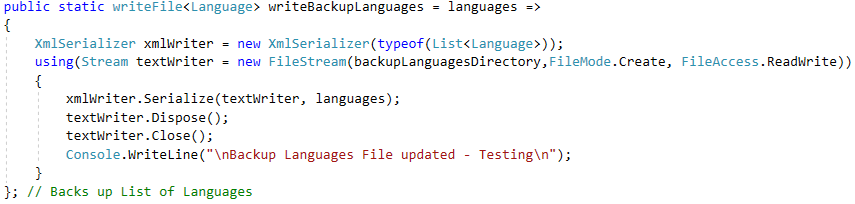 public static writeFile<Language> writeBackupLanguages = languages =>
{
XmlSerializer xmlWriter = new XmlSerializer(typeof(List<Language>));
using(Stream textWriter = new FileStream(backupLanguagesDirectory,FileMode.Create, FileAccess.ReadWrite))
{
xmlWriter.Serialize(textWriter, languages);
textWriter.Dispose();
textWriter.Close();
Console.WriteLine("\nBackup Languages File updated - Testing\n");
}
}; // Backs up List of Languages